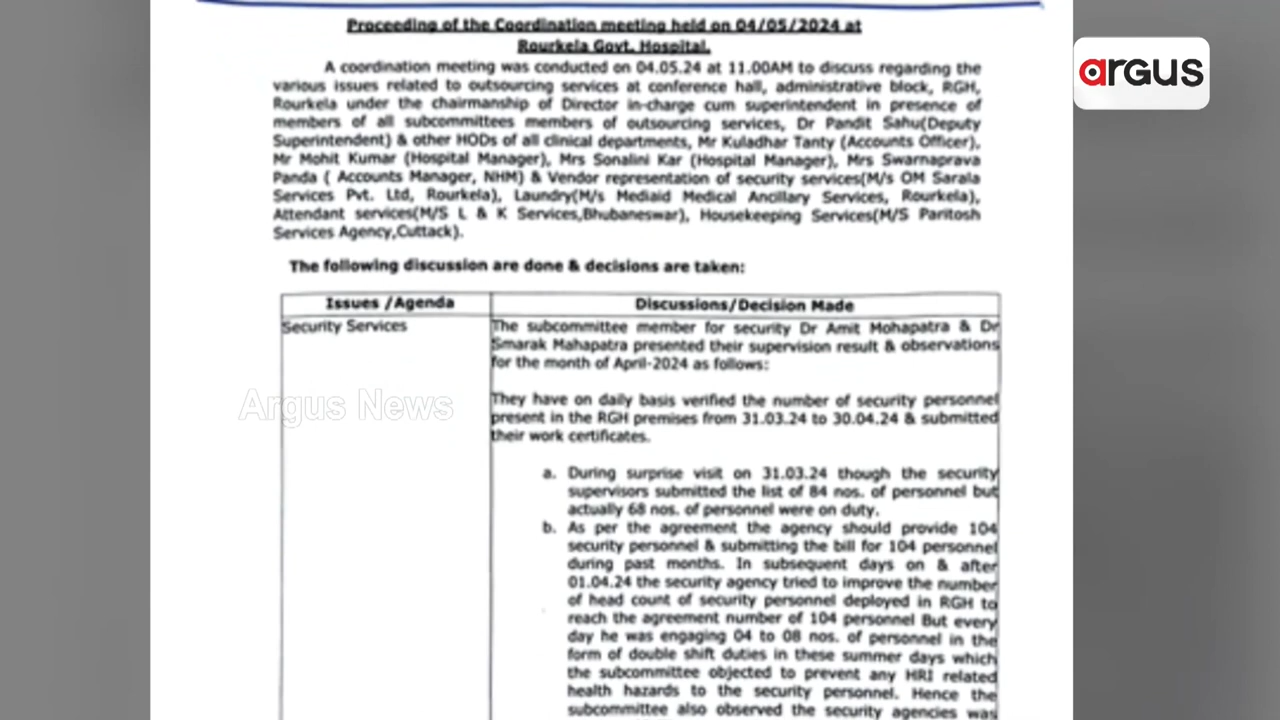 Proceeding of the Coordination meeting held on 04/05/2024 at
Rourkela Govt. Hospital.
A coordination meeting was conducted on 04.05.24 at 11.00AM to discuss regarding the
various issues related to outsourcing services at conference hall, administrative block, RGH,
Rourkela under the chairmanship of Director in-charge cum superintendent in presence of
members of all subcommittees members of outsourcing services, Dr Pandit Sahu(Deputy
Superintendent) & other HODs of all clinical departments, Mr Kuladhar Tanty (Accounts Officer),
Mr Mohit Kumar (Hospital Manager), Mrs Sonalini Kar (Hospital Manager), Mrs Swarnaprava
Panda ( Accounts Manager, NHM) & Vendor representation of security services(M/s OM Sarala
Services Pvt. Ltd, Rourkela), Laundry(M/s Mediaid Medical Ancillary Services, Rourkela),
Attendant services(M/S L & K Services,Bhubaneswar), Housekeeping Services(M/S Paritosh
Services Agency,Cuttack).
The following discussion are done & decisions are taken:
Issues /Agenda
Discussions/Decision Made
Security Services
The subcommittee member for security Dr Amit Mohapatra & Dr
Smarak Mahapatra presented their supervision result & observations
for the month of April-2024 as follows:
They have on daily basis verified the number of security personnel
present in the RGH premises from 31.03.24 to 30.04.24 & submitted
their work certificates.
a. During surprise visit on 31.03.24 though the security
supervisors submitted the list of 84 nos. of personnel but
actually 68 nos. of personnel were on duty.
b. As per the agreement the agency should provide 104
security personnel & submitting the bill for 104 personnel
during past months. In subsequent days on & after
01.04.24 the security agency tried to improve the number
of head count of security personnel deployed in RGH to
reach the agreement number of 104 personnel But every
day he was engaging 04 to 08 nos. of personnel in the
form of double shift duties in these summer days which
the subcommittee objected to prevent any HRI related
health hazards to the security personnel. Hence the
subcommittee also observed the security agencies was
argus
Argus News